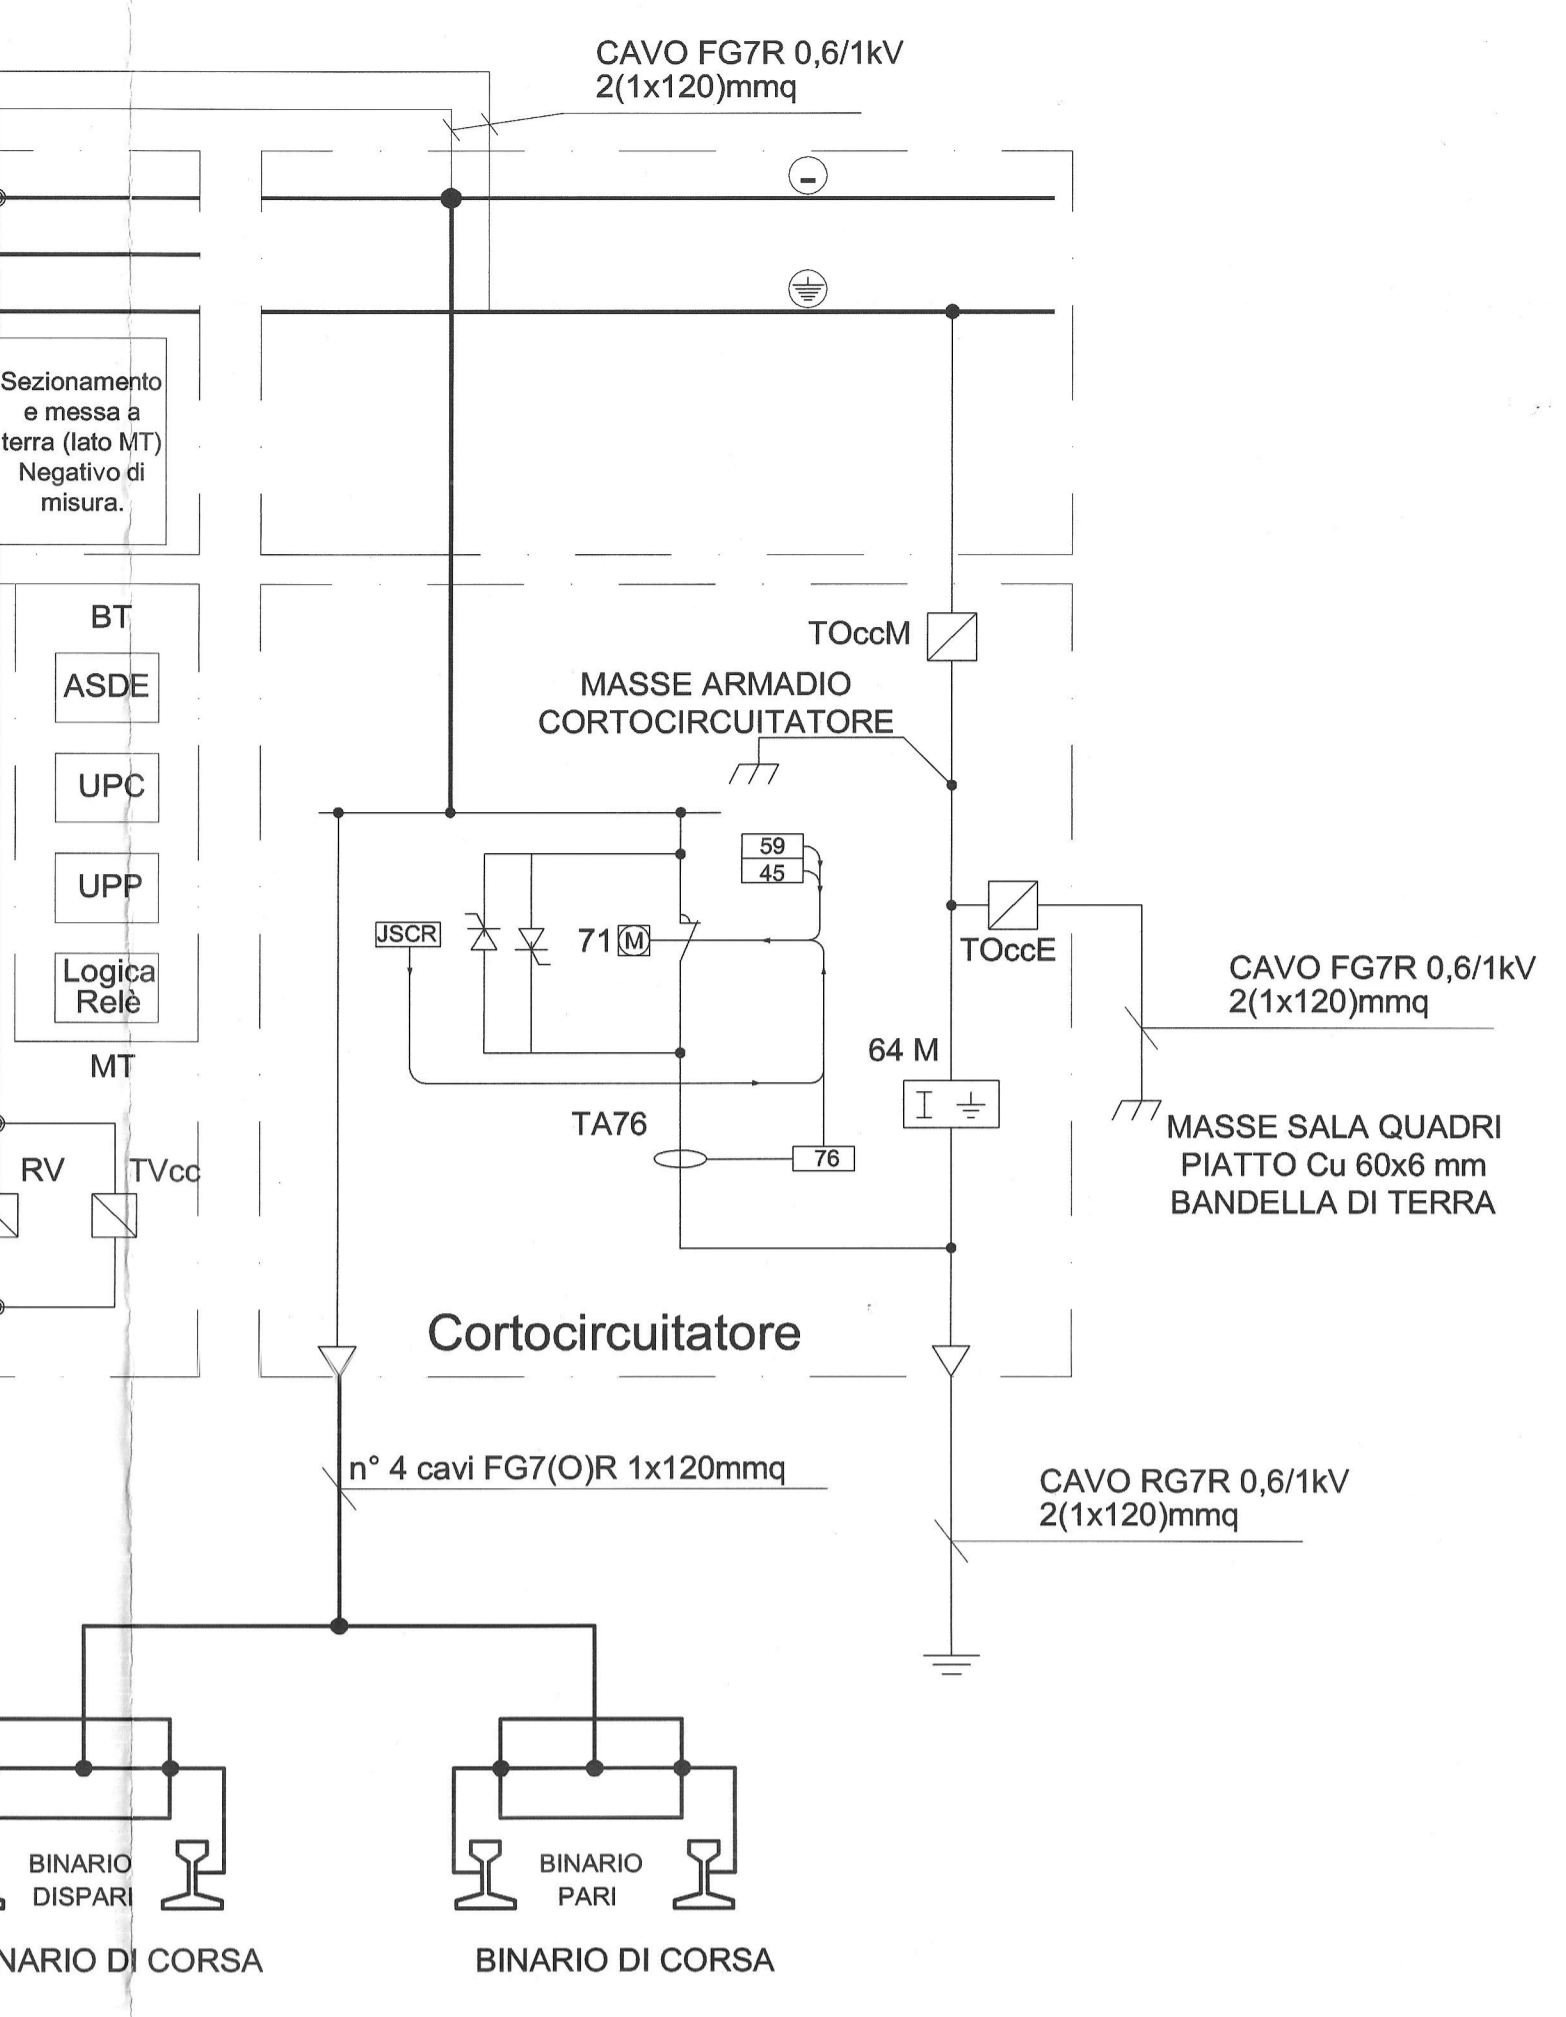 CAVO FG7R 0,6/1kV
2(1x120)mmq
-
Sezionamento
e messa a
terra (lato MT)
Negativo di
misura.
BT
ASDE
UPC
UPP
Logica
Relè
MT
RV
TVcc
TOccM
MASSE ARMADIO
CORTOCIRCUITATORE
59
45
JSCR
71
M
TOccE
CAVO FG7R 0,6/1kV
2(1x120)mmq
64 M
I
TA76
76
MASSE SALA QUADRI
PIATTO Cu 60x6 mm
BANDELLA DI TERRA
Cortocircuitatore
n° 4 cavi FG7(O)R 1x120mmq
CAVO RG7R 0,6/1kV
2(1x120)mmq
BINARIO
DISPARI
BINARIO
PARI
NARIO DI CORSA
BINARIO DI CORSA